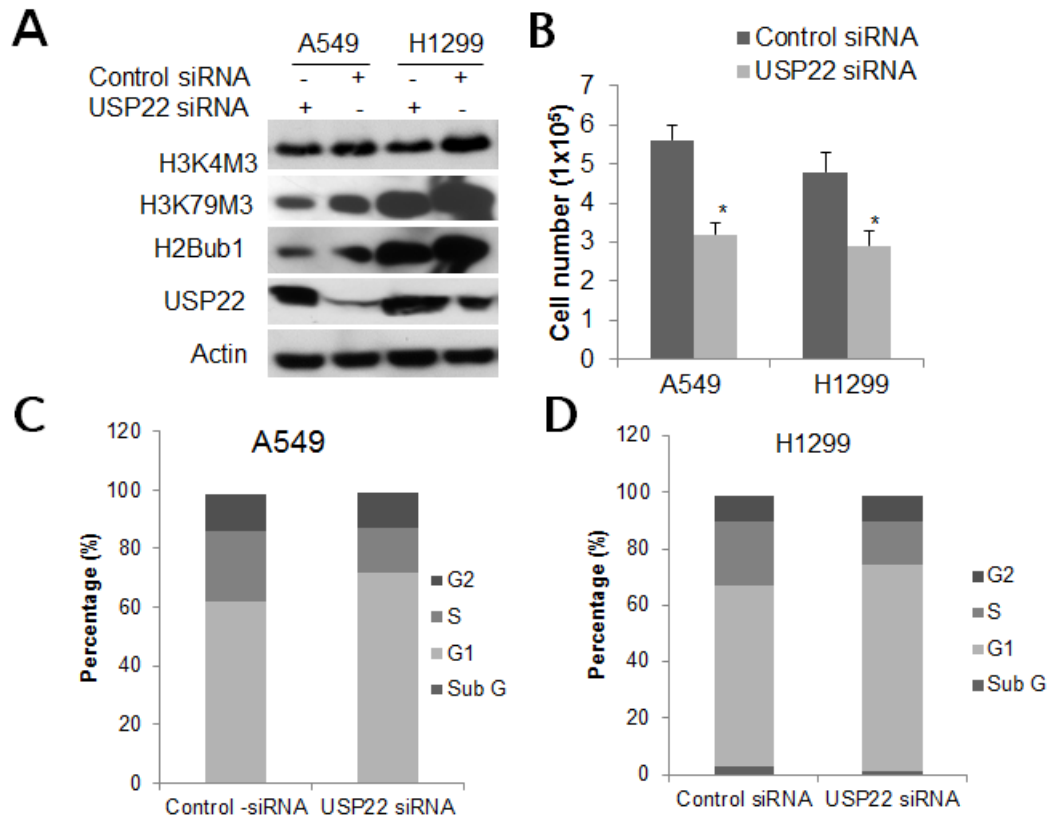 A
A549 H1299
Control siRNA - + - +
USP22 siRNA + - + -
H3K4M3
H3K79M3
H2Bub1
USP22
Actin
B
Control siRNA
USP22 siRNA
Cell number (1x10⁵)
7
6
5
4
3
2
1
0
* *
A549 H1299
C
A549
Percentage (%)
120
100
80
60
40
20
0
G2
S
G1
Sub G
Control -siRNA USP22 siRNA
D
H1299
Percentage (%)
120
100
80
60
40
20
0
G2
S
G1
Sub G
Control siRNA USP22 siRNA